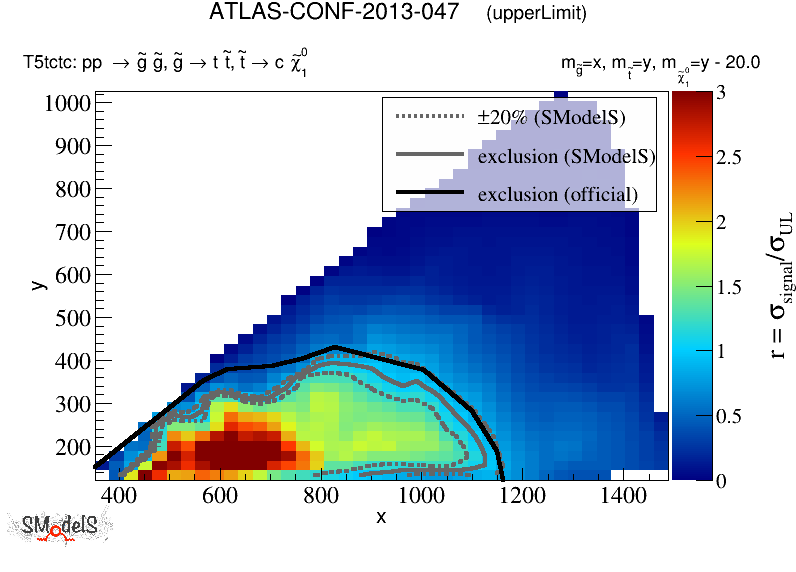 ATLAS-CONF-2013-047 (upperLimit)
T5tctc: pp → g̃ g̃, g̃ → t t̃, t̃ → c χ̃₁⁰
m_g̃=x, m_t̃=y, m_χ̃₁⁰=y - 20.0
±20% (SModelS)
exclusion (SModelS)
exclusion (official)
1000
900
800
700
600
500
400
300
200
y
400 600 800 1000 1200 1400
x
3
2.5
2
1.5
1
0.5
0
r = σ_signal/σ_UL
SModelS